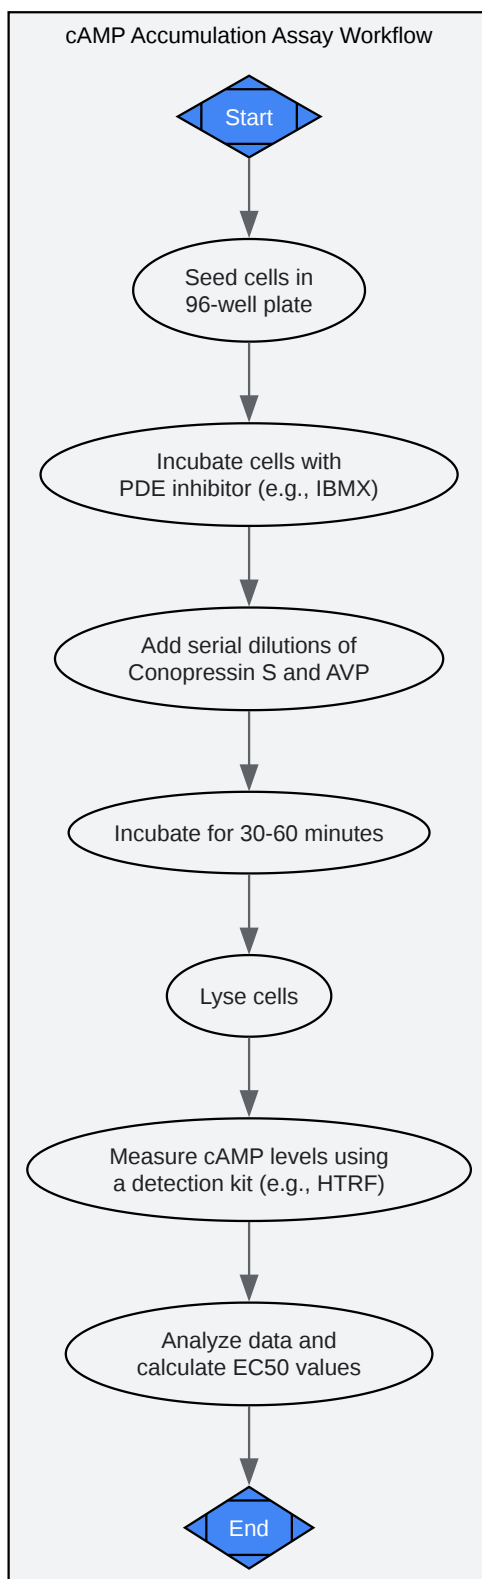 cAMP Accumulation Assay Workflow
Start
Seed cells in
96-well plate
Incubate cells with
PDE inhibitor (e.g., IBMX)
Add serial dilutions of
Conopressin S and AVP
Incubate for 30-60 minutes
Lyse cells
Measure cAMP levels using
a detection kit (e.g., HTRF)
Analyze data and
calculate EC50 values
End